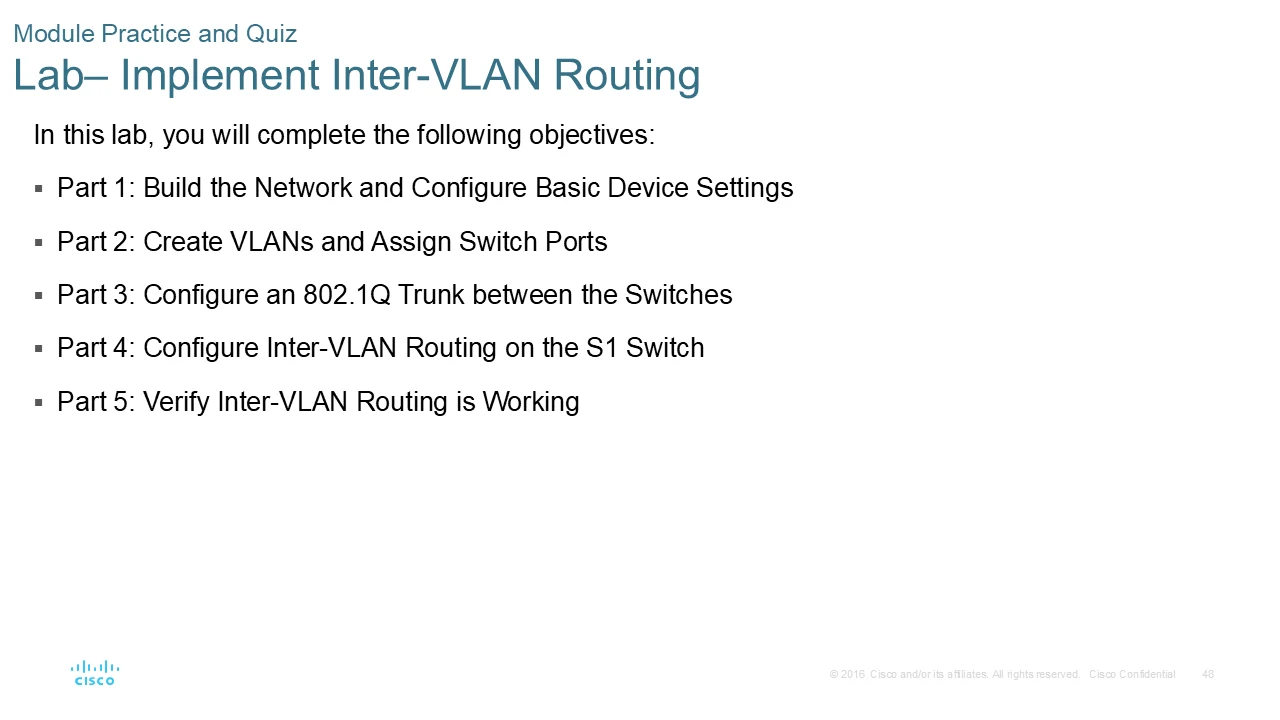 Module Practice and Quiz
Lab– Implement Inter-VLAN Routing
In this lab, you will complete the following objectives:
▪ Part 1: Build the Network and Configure Basic Device Settings
▪ Part 2: Create VLANs and Assign Switch Ports
▪ Part 3: Configure an 802.1Q Trunk between the Switches
▪ Part 4: Configure Inter-VLAN Routing on the S1 Switch
▪ Part 5: Verify Inter-VLAN Routing is Working
CISCO
© 2016 Cisco and/or its affiliates. All rights reserved. Cisco Confidential 48